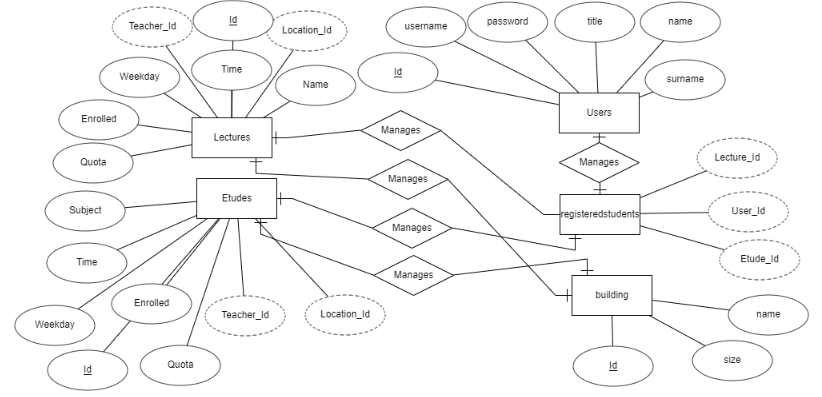 Id
Teacher_Id
Location_Id
Weekday
Time
Name
Enrolled
Quota
Lectures
username
password
title
name
Id
surname
Users
Manages
Manages
Manages
Lecture_Id
Etudes
registeredstudents
User_Id
Subject
Manages
Etude_Id
Time
Manages
building
Enrolled
Weekday
Teacher_Id
Location_Id
name
Id
Quota
Id
size